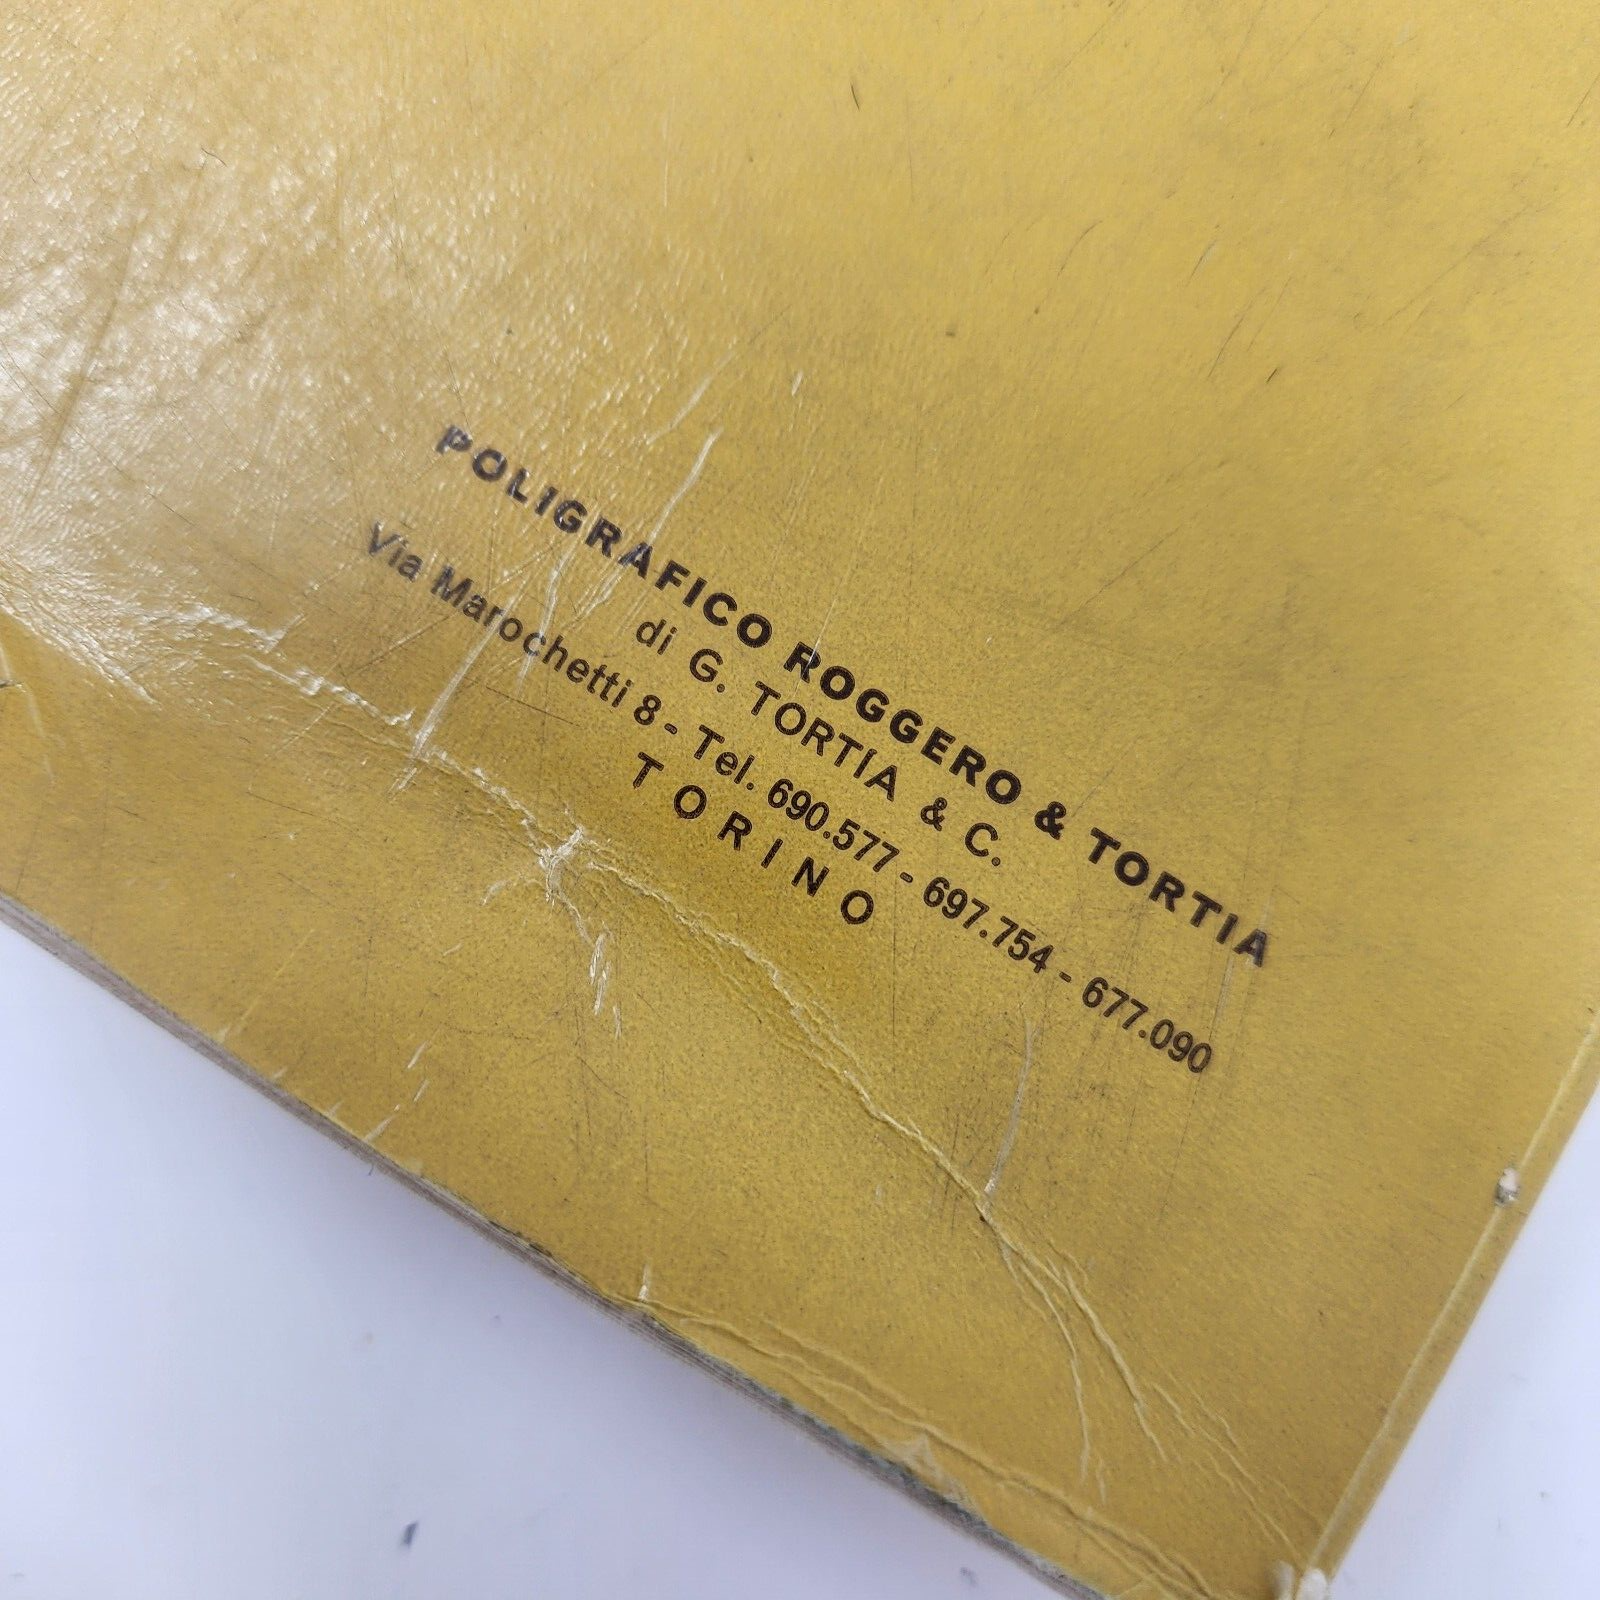 POLIGRAFICO ROGGERO & TORTIA
di G. TORTIA & C.
Via Marochetti 8 - Tel. 690.577 - 697.754 - 677.090
TORINO